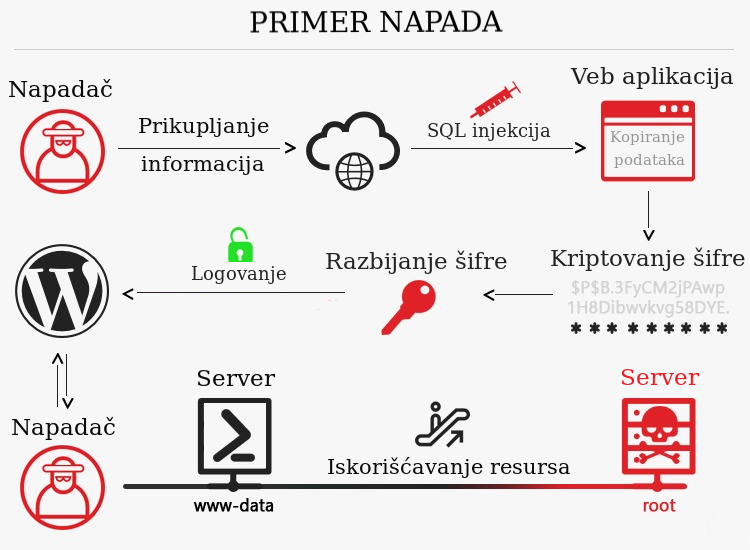 PRIMER NAPADA
Napadač
Prikupljanje
informacija
SQL injekcija
Veb aplikacija
Kopiranje
podataka
Kriptovanje šifre
$P$B.3FyCM2jPAwp
1H8Dibwvkvg58DYE.
* * * * * * * * *
Razbijanje šifre
Logovanje
Napadač
Server
www-data
Iskorišćavanje resursa
Server
root